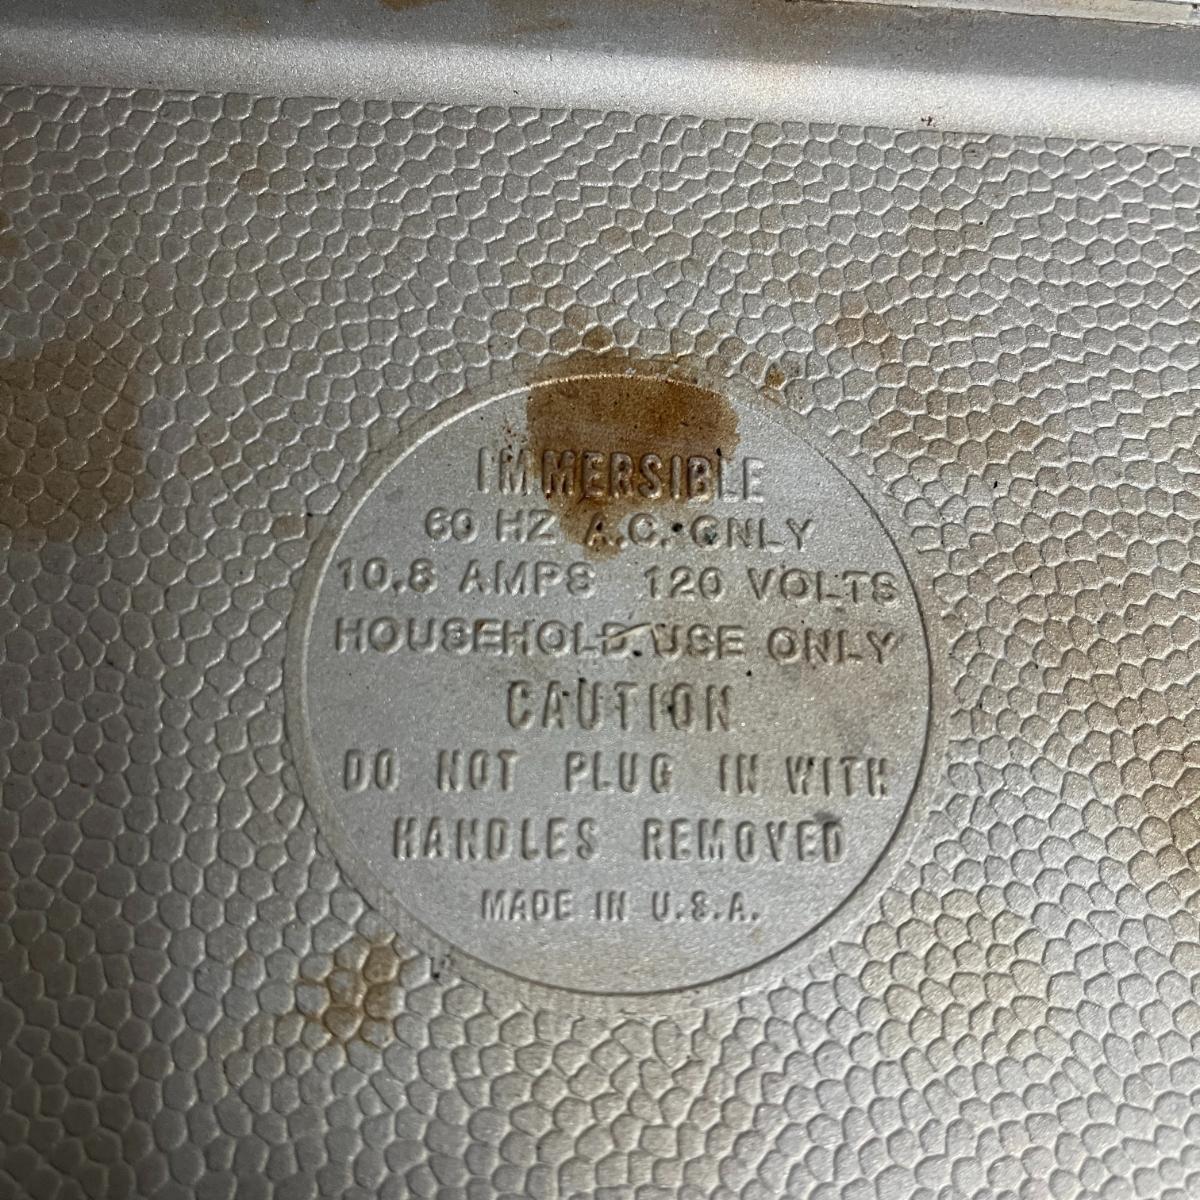 IMMERSIBLE
60 HZ A.C. ONLY
10.8 AMPS 120 VOLTS
HOUSEHOLD USE ONLY
CAUTION
DO NOT PLUG IN WITH
HANDLES REMOVED
MADE IN U.S.A.